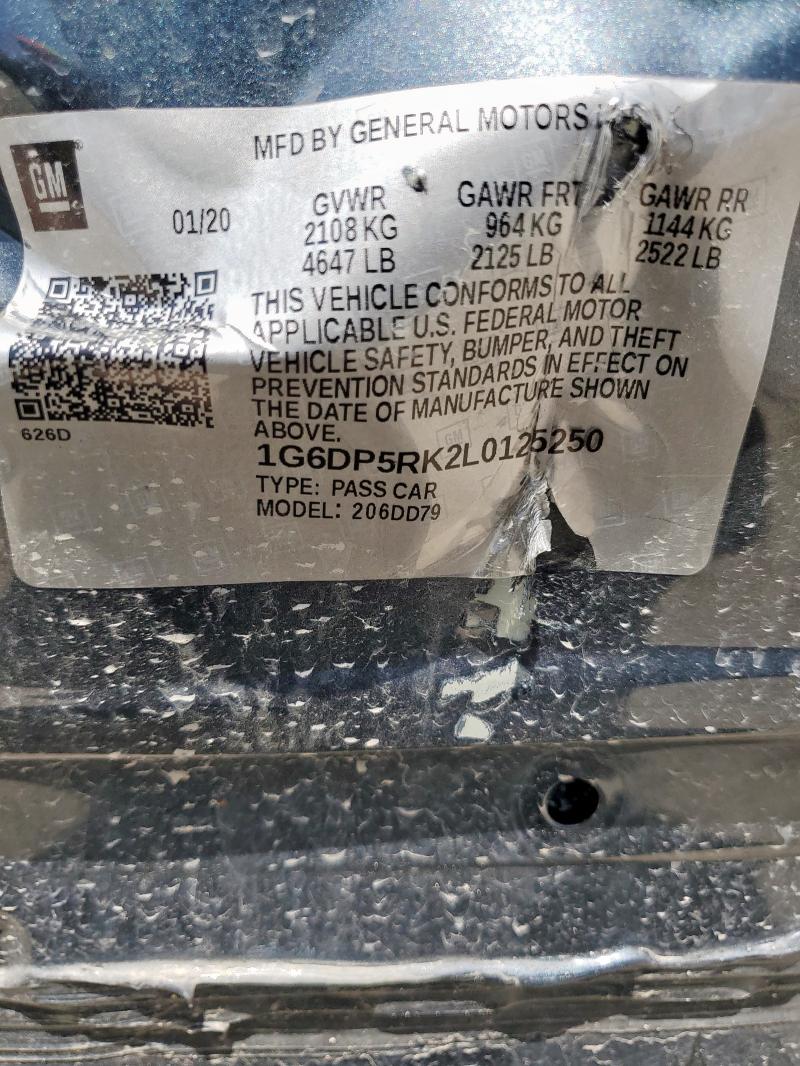 MFD BY GENERAL MOTORS
GM
01/20
GVWR GAWR FRT GAWR RR
2108 KG 964 KG 1144 KG
4647 LB 2125 LB 2522 LB
THIS VEHICLE CONFORMS TO ALL
APPLICABLE U.S. FEDERAL MOTOR
VEHICLE SAFETY, BUMPER, AND THEFT
PREVENTION STANDARDS IN EFFECT ON
THE DATE OF MANUFACTURE SHOWN
ABOVE.
626D
1G6DP5RK2L0125250
TYPE: PASS CAR
MODEL: 206DD79